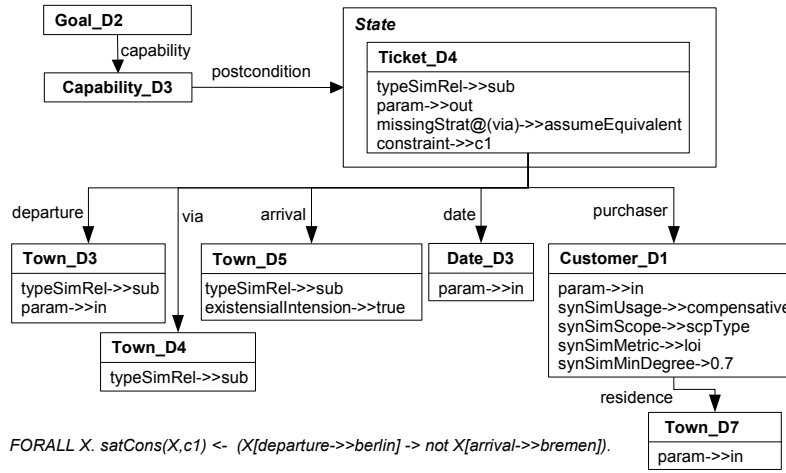 Goal_D2
capability
Capability_D3
postcondition
State
Ticket_D4
typeSimRel->>sub
param->>out
missingStrat@(via)->>assumeEquivalent
constraint->>c1
departure
via
arrival
date
purchaser
Town_D3
typeSimRel->>sub
param->>in
Town_D4
typeSimRel->>sub
Town_D5
typeSimRel->>sub
existensialIntension->>true
Date_D3
param->>in
Customer_D1
param->>in
synSimUsage->>compensative
synSimScope->>scpType
synSimMetric->>loi
synSimMinDegree->0.7
residence
Town_D7
param->>in
FORALL X. satCons(X,c1) <- (X[departure->>berlin] -> not X[arrival->>bremen]).